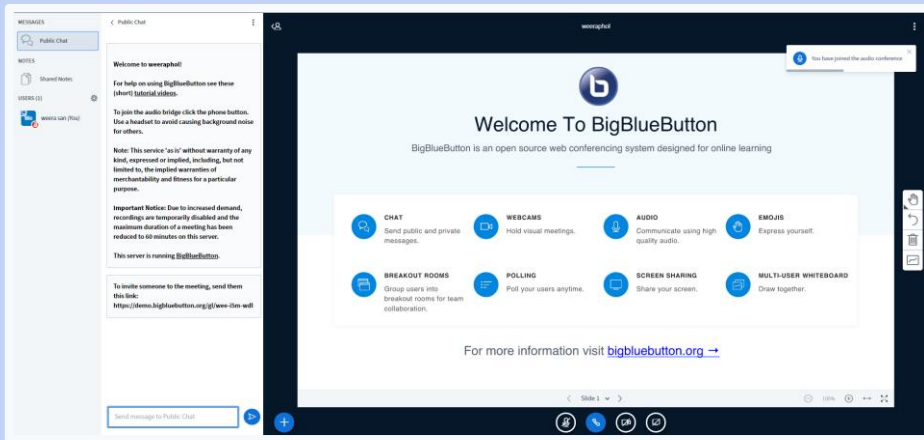 MESSAGES
Public Chat
NOTES
Shared Notes
USERS (1)
weera san (You)
Public Chat
Welcome to weeraphol!
For help on using BigBlueButton see these
(short) tutorial videos.
To join the audio bridge click the phone button.
Use a headset to avoid causing background noise
for others.
Note: This service 'as is' without warranty of any
kind, expressed or implied, including, but not
limited to, the implied warranties of
merchantability and fitness for a particular
purpose.
Important Notice: Due to increased demand,
recordings are temporarily disabled and the
maximum duration of a meeting has been
reduced to 60 minutes on this server.
This server is running BigBlueButton.
To invite someone to the meeting, send them
this link:
https://demo.bigbluebutton.org/gl/wee-i5m-wdl
Send message to Public Chat
weeraphol
You have joined the audio conference
b
Welcome To BigBlueButton
BigBlueButton is an open source web conferencing system designed for online learning
CHAT
Send public and private
messages.
WEBCAMS
Hold visual meetings.
AUDIO
Communicate using high
quality audio.
EMOJIS
Express yourself.
BREAKOUT ROOMS
Group users into
breakout rooms for team
collaboration.
POLLING
Poll your users anytime.
SCREEN SHARING
Share your screen.
MULTI-USER WHITEBOARD
Draw together.
For more information visit bigbluebutton.org →
Slide 1
100%